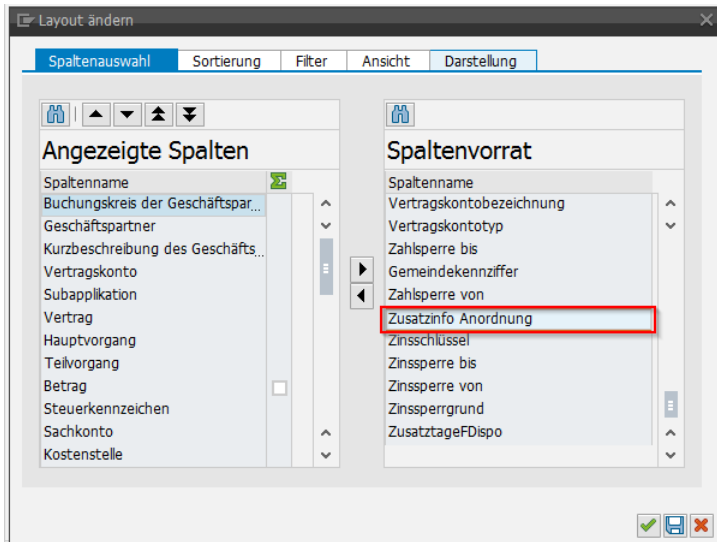 Layout ändern
Spaltenauswahl
Sortierung
Filter
Ansicht
Darstellung
Angezeigte Spalten
Spaltenname
Buchungskreis der Geschäftspar...
Geschäftspartner
Kurzbeschreibung des Geschäfts...
Vertragskonto
Subapplikation
Vertrag
Hauptvorgang
Teilvorgang
Betrag
Steuerkennzeichen
Sachkonto
Kostenstelle
Spaltenvorrat
Spaltenname
Vertragskontobezeichnung
Vertragskontotyp
Zahlsperre bis
Gemeindekennziffer
Zahlsperre von
Zusatzinfo Anordnung
Zinsschlüssel
Zinssperre bis
Zinssperre von
Zinssperrgrund
ZusatztageFDispo